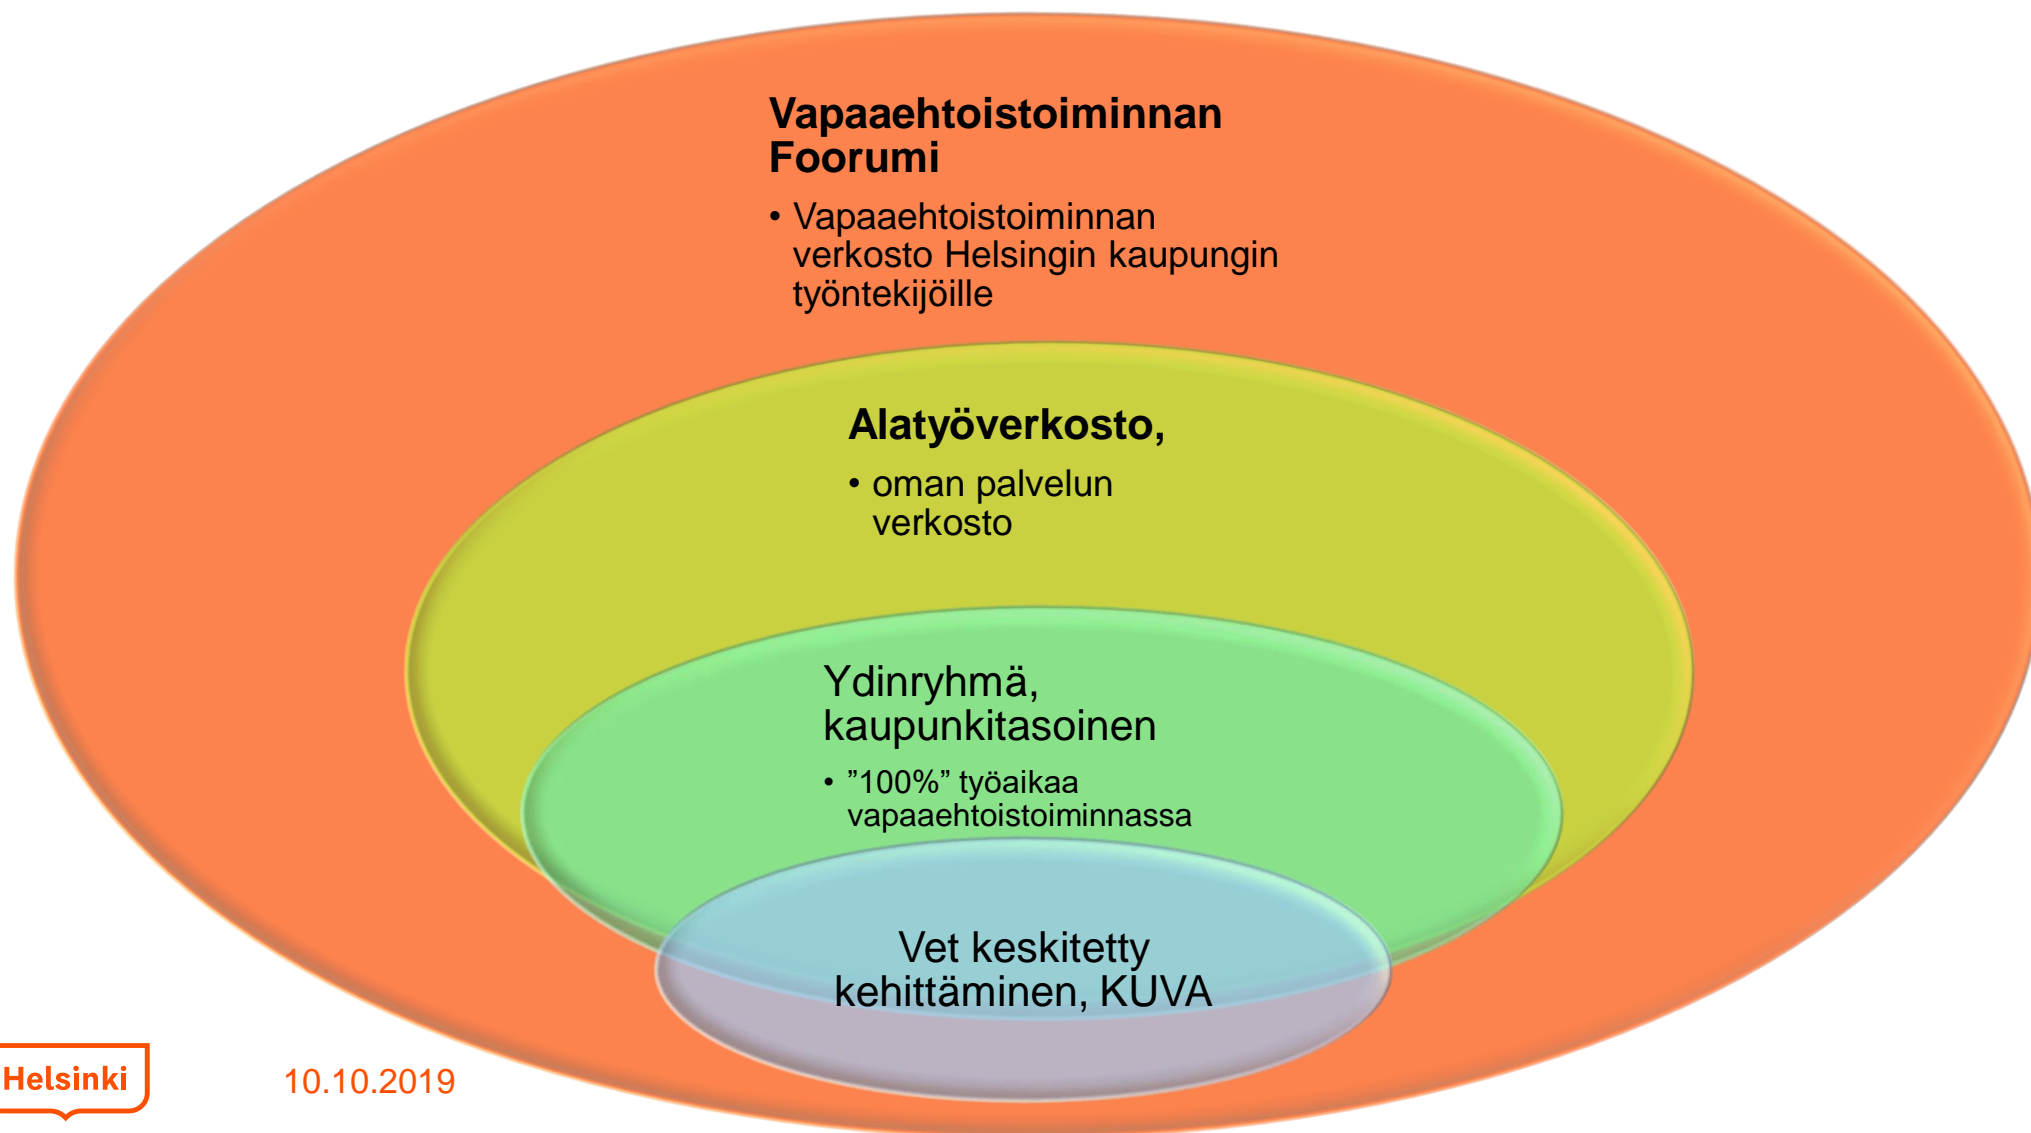 Vapaaehtoistoiminnan
Foorumi
• Vapaaehtoistoiminnan
verkosto Helsingin kaupungin
työntekijöille
Alatyöverkosto,
• oman palvelun
verkosto
Ydinryhmä,
kaupunkitasoinen
• ”100%” työaikaa
vapaaehtoistoiminnassa
Vet keskitetty
kehittäminen, KUVA
Helsinki
10.10.2019